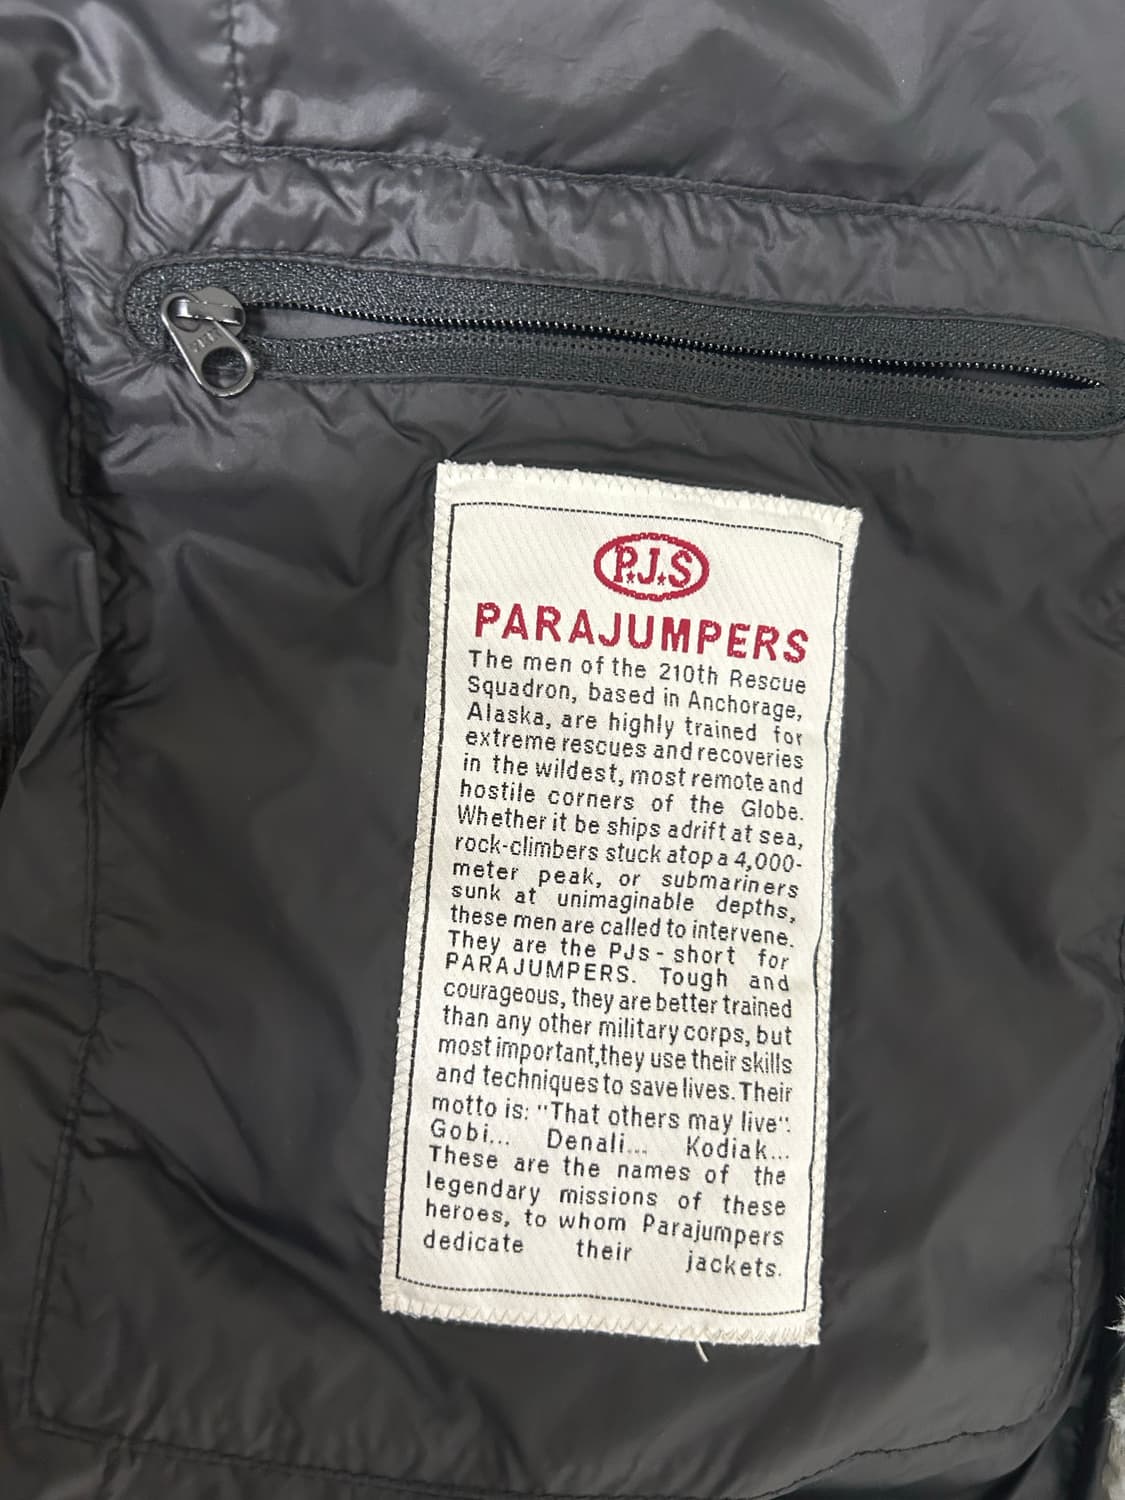 P.J.S
PARAJUMPERS
The men of the 210th Rescue
Squadron, based in Anchorage,
Alaska, are highly trained for
extreme rescues and recoveries
in the wildest, most remote and
hostile corners of the Globe.
Whether it be ships adrift at sea,
rock-climbers stuck atop a 4,000-
meter peak, or submariners
sunk at unimaginable depths,
these men are called to intervene.
They are the PJs - short for
PARAJUMPERS. Tough and
courageous, they are better trained
than any other military corps, but
most important,they use their skills
and techniques to save lives. Their
motto is: "That others may live".
Gobi... Denali... Kodiak...
These are the names of the
legendary missions of these
heroes, to whom Parajumpers
dedicate their jackets.